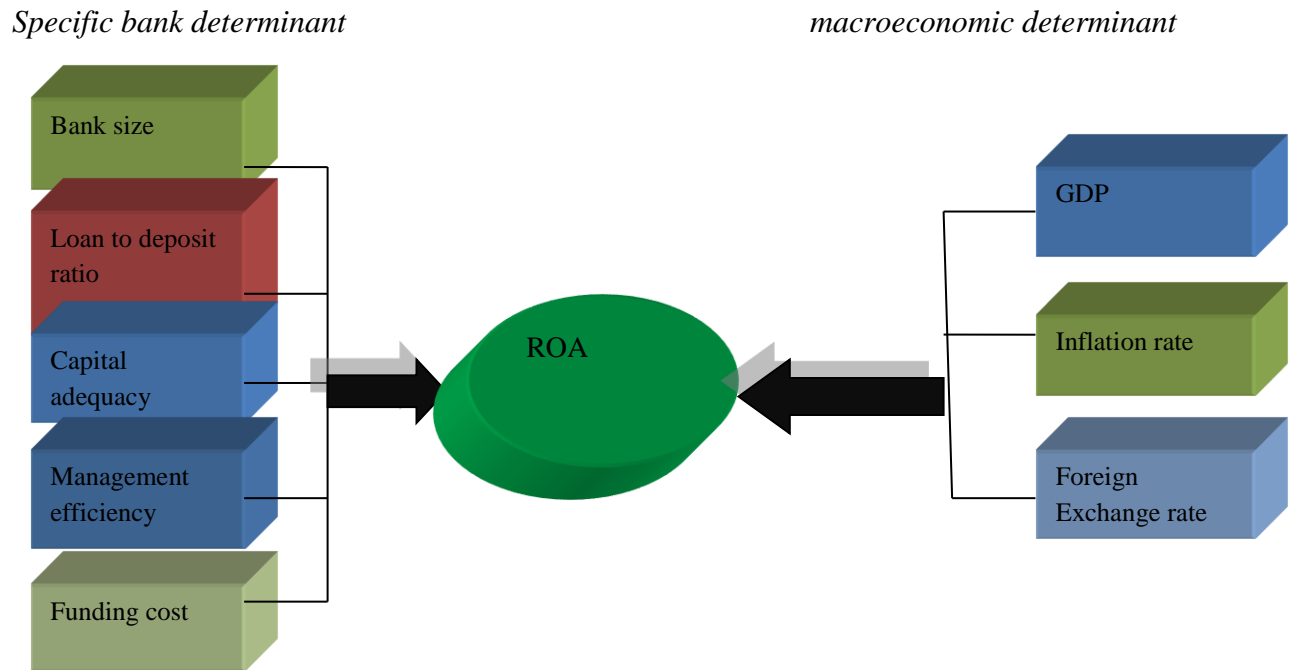 Specific bank determinant
macroeconomic determinant
Bank size
Loan to deposit
ratio
Capital
adequacy
Management
efficiency
Funding cost
ROA
GDP
Inflation rate
Foreign
Exchange rate